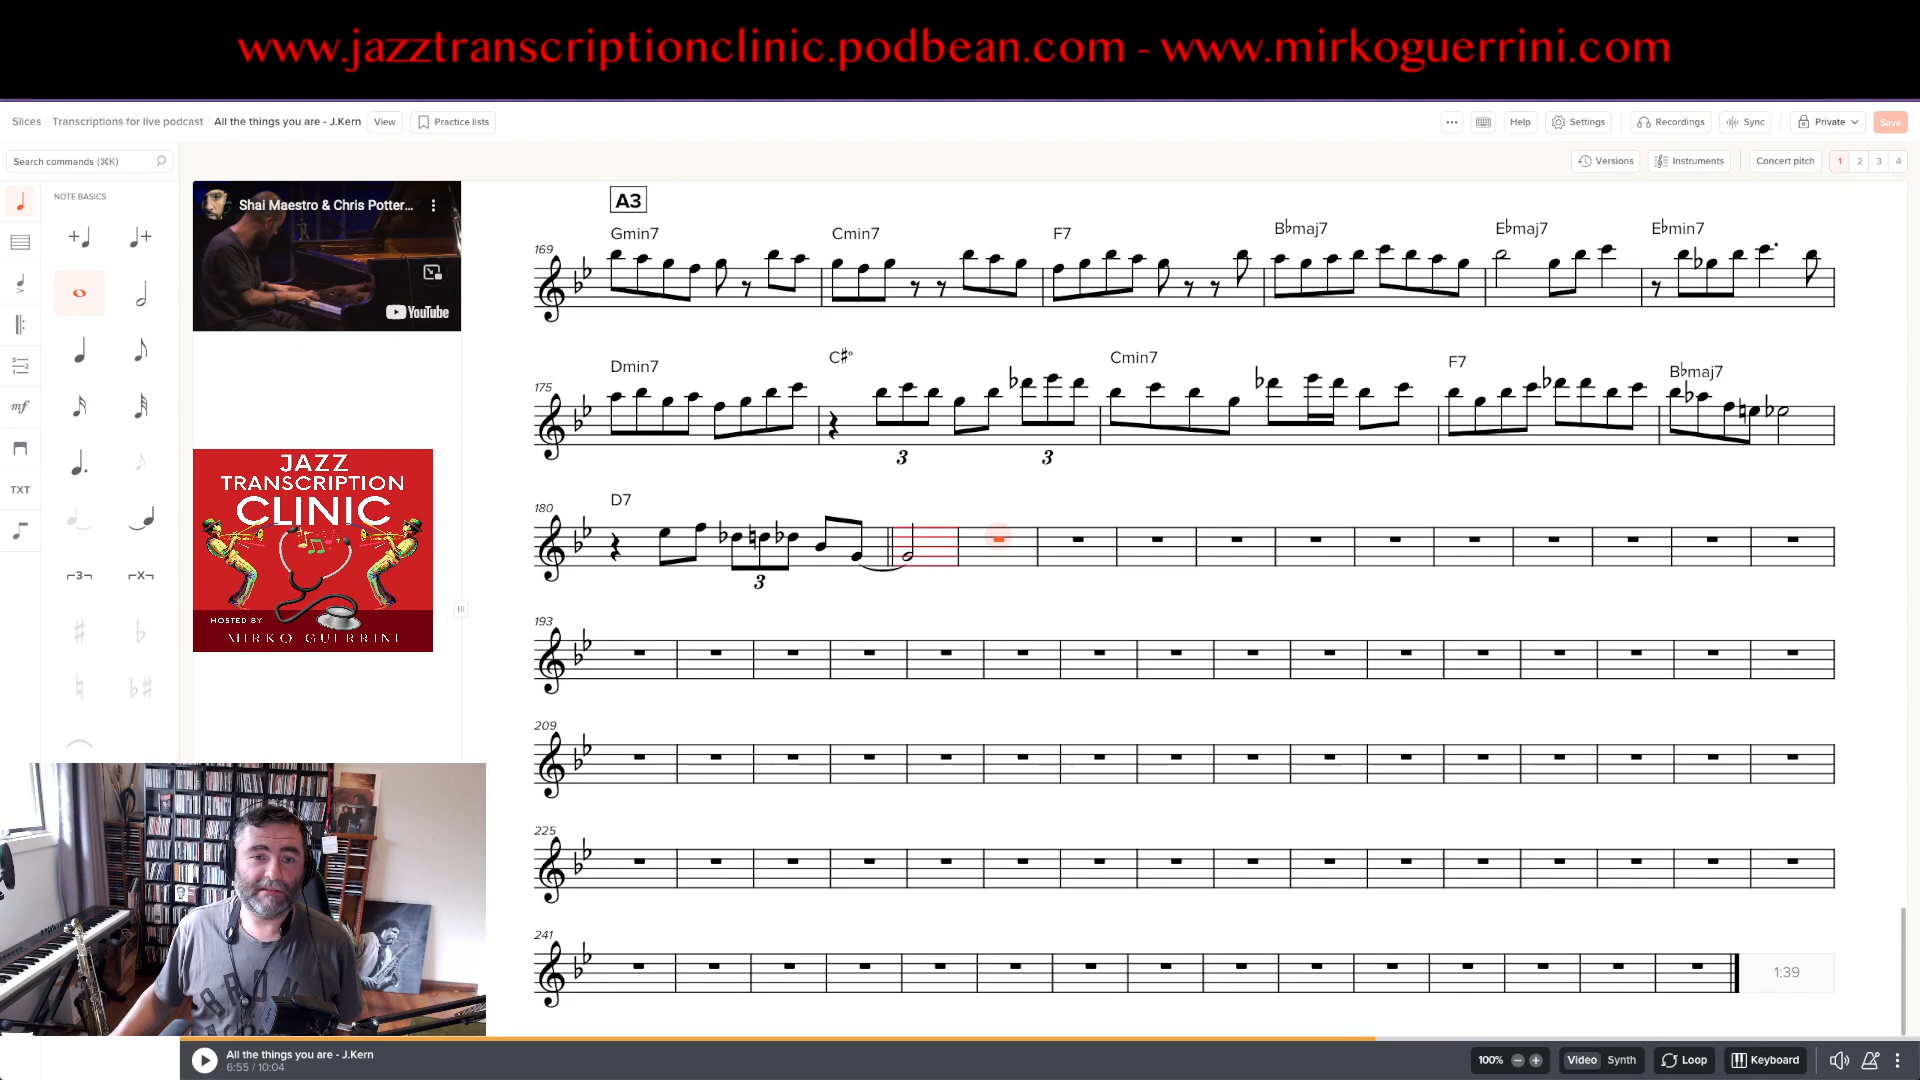 www.jazztranscriptionclinic.podbean.com - www.mirkoguerrini.com
Slices / Transcriptions for live podcast / All the things you are - J.Kern View Practice lists
Help Settings Recordings Sync Private Save
Search commands (⌘K)
Versions Instruments Concert pitch 1 2 3 4
NOTE BASICS
mf
TXT
3
X
Shai Maestro & Chris Potter...
YouTube
JAZZ
TRANSCRIPTION
CLINIC
HOSTED BY
MIRKO GUERRINI
A3
Gmin7 Cmin7 F7 B♭maj7 E♭maj7 E♭min7
169
Dmin7 C♯° Cmin7 F7 B♭maj7
175
3 3
D7
180
3
193
209
225
241
1:39
All the things you are - J.Kern
6:55 / 10:04
100% Video Synth Loop Keyboard